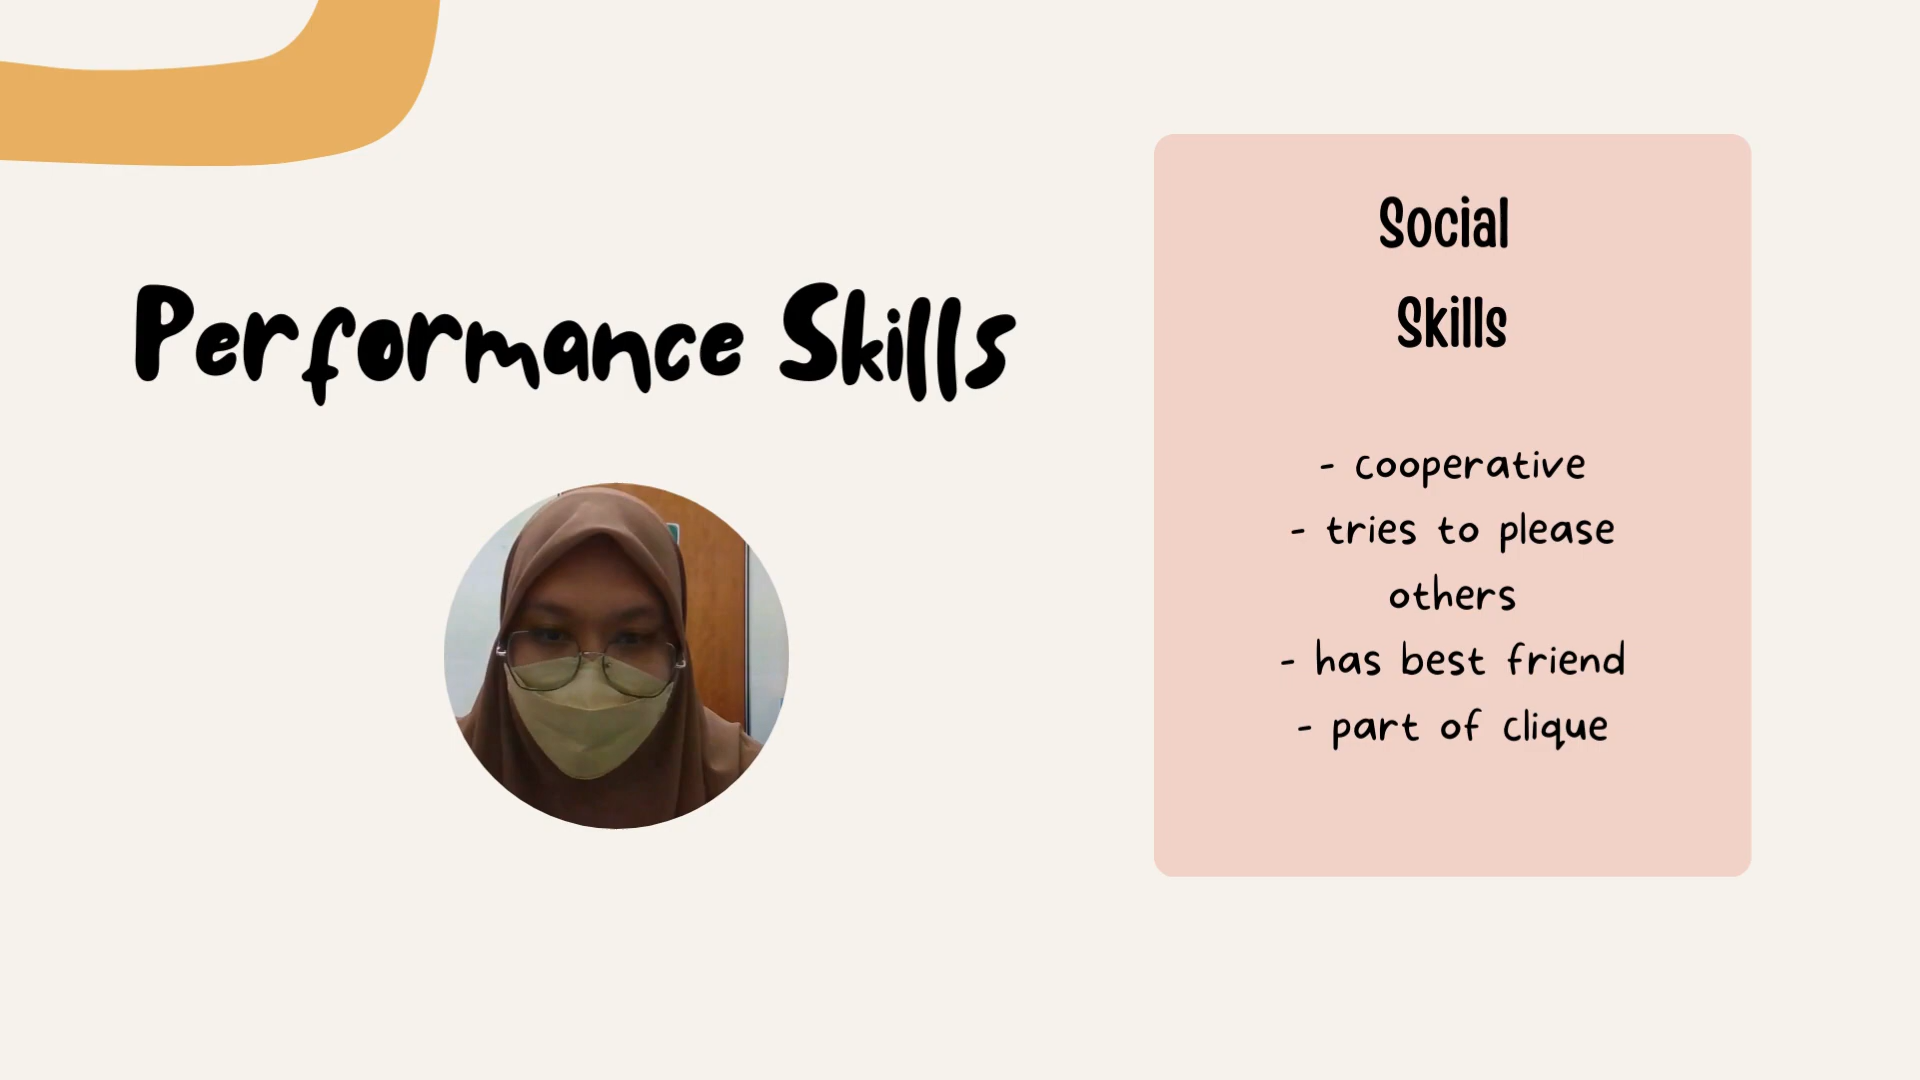 Performance Skills
Social
Skills
- cooperative
- tries to please
others
- has best friend
- part of clique